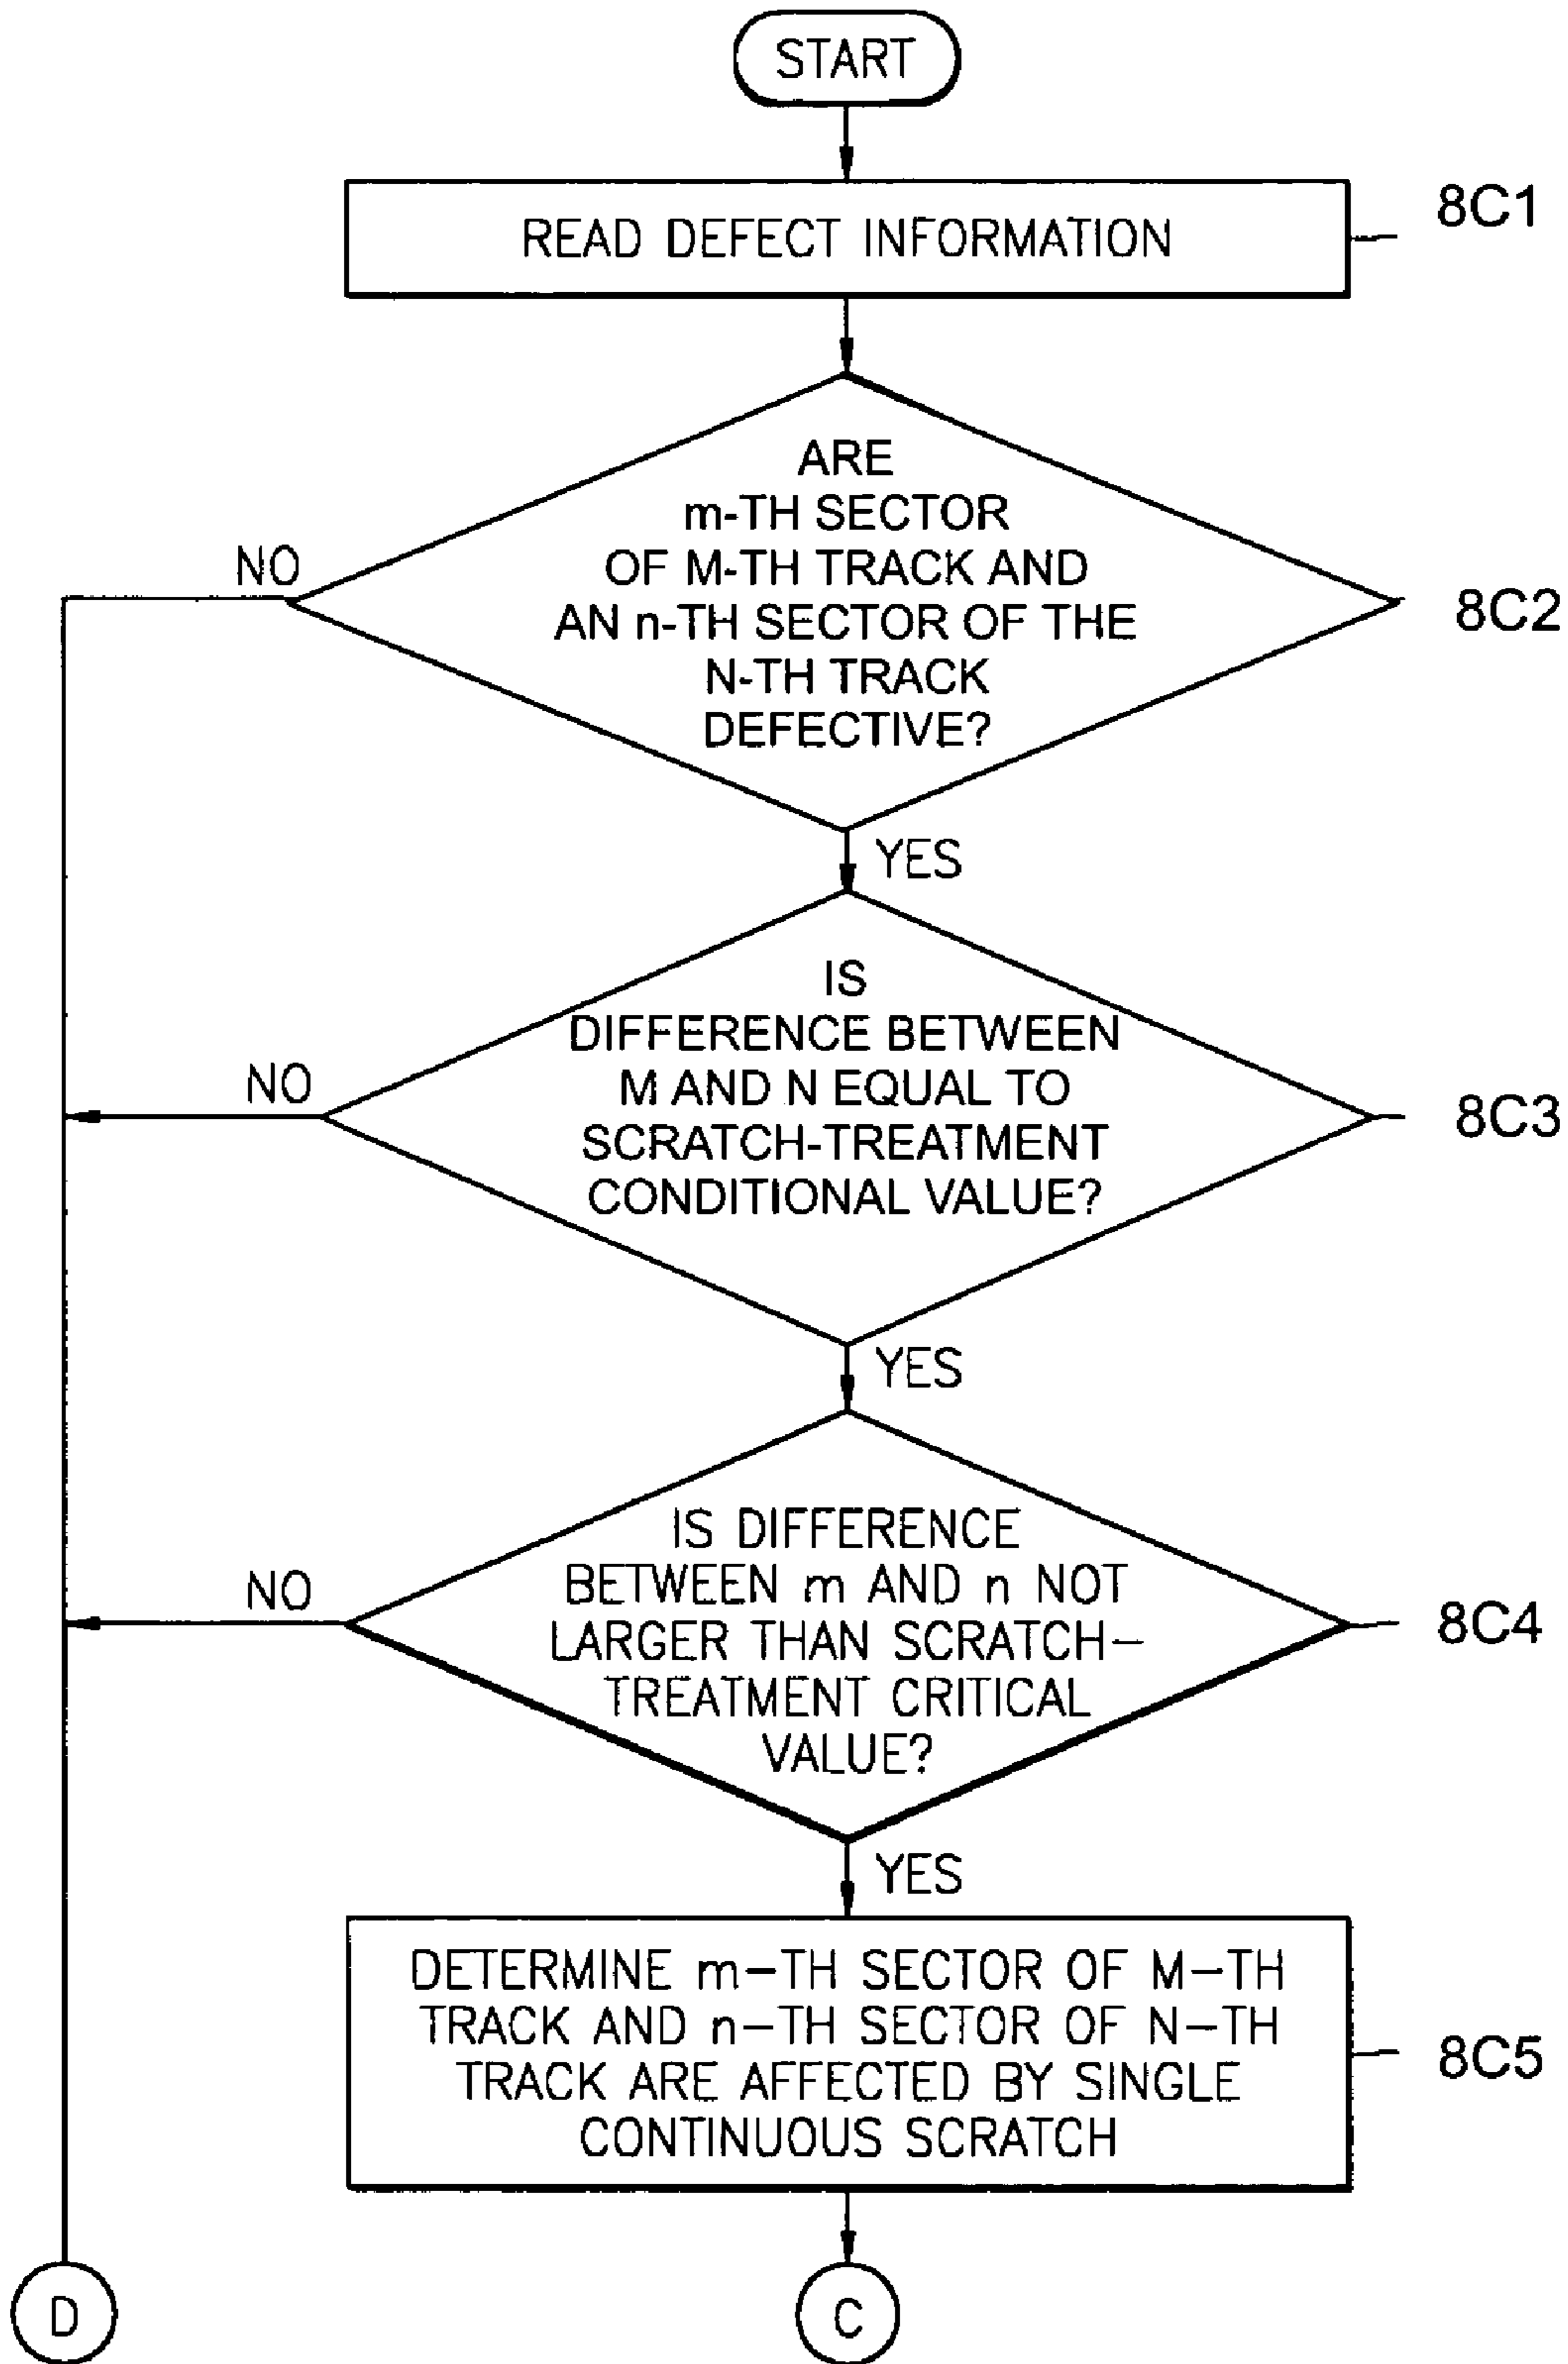 START
READ DEFECT INFORMATION
8C1
ARE
m-TH SECTOR
OF M-TH TRACK AND
AN n-TH SECTOR OF THE
N-TH TRACK
DEFECTIVE?
NO
8C2
YES
IS
DIFFERENCE BETWEEN
M AND N EQUAL TO
SCRATCH-TREATMENT
CONDITIONAL VALUE?
NO
8C3
YES
IS DIFFERENCE
BETWEEN m AND n NOT
LARGER THAN SCRATCH-
TREATMENT CRITICAL
VALUE?
NO
8C4
YES
DETERMINE m-TH SECTOR OF M-TH
TRACK AND n-TH SECTOR OF N-TH
TRACK ARE AFFECTED BY SINGLE
CONTINUOUS SCRATCH
8C5
D
C